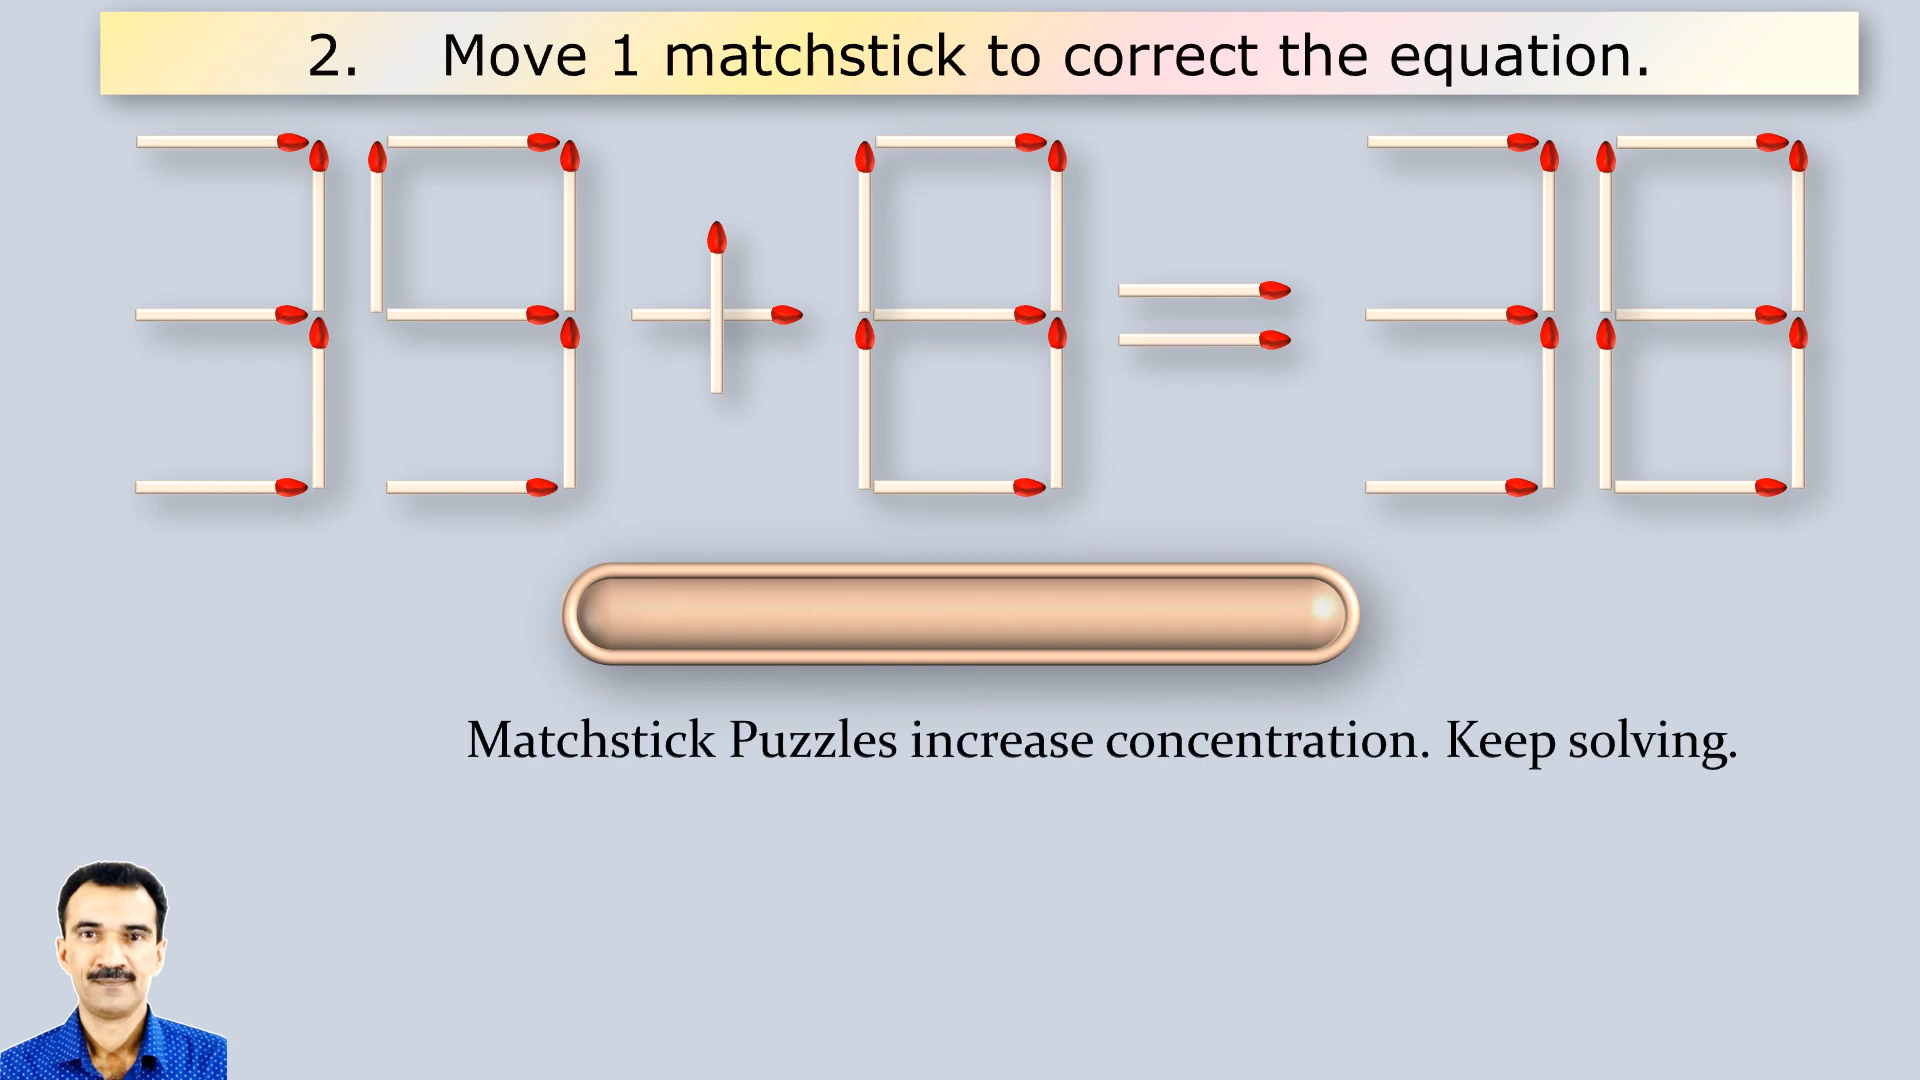 2. Move 1 matchstick to correct the equation.
39+8=38
Matchstick Puzzles increase concentration. Keep solving.